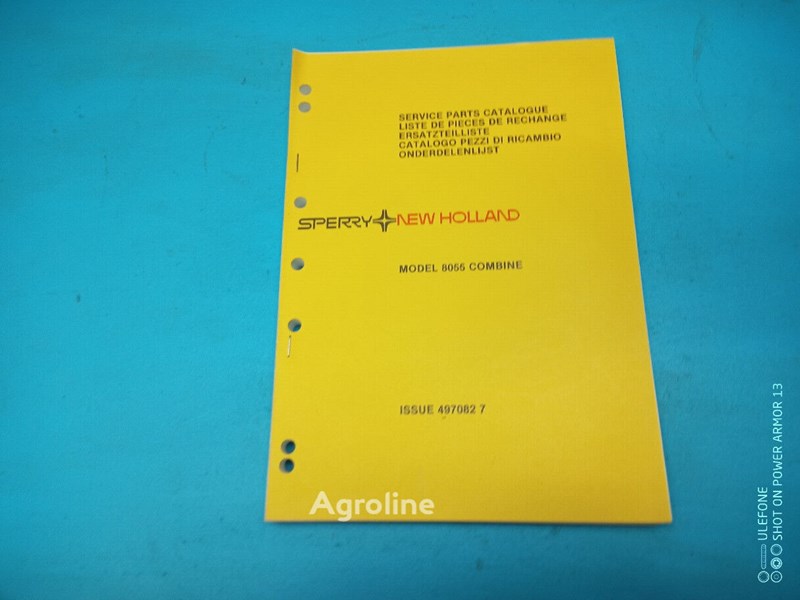 SERVICE PARTS CATALOGUE
LISTE DE PIECES DE RECHANGE
ERSATZTEILLISTE
CATALOGO PEZZI DI RICAMBIO
ONDERDELENLIJST
SPERRY NEW HOLLAND
MODEL 8055 COMBINE
ISSUE 497082 7
Agroline
ULEFONE
SHOT ON POWER ARMOR 13